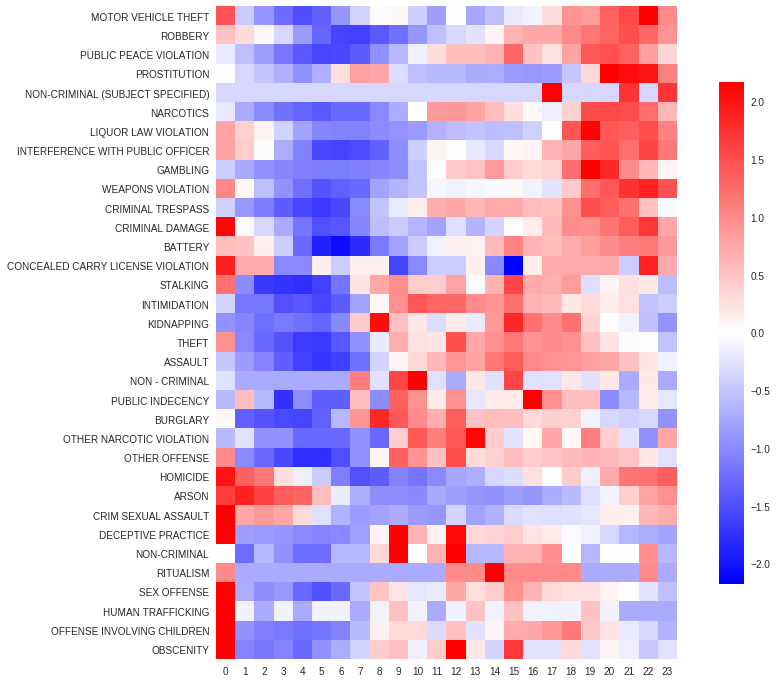 MOTOR VEHICLE THEFT
ROBBERY
PUBLIC PEACE VIOLATION
PROSTITUTION
NON-CRIMINAL (SUBJECT SPECIFIED)
NARCOTICS
LIQUOR LAW VIOLATION
INTERFERENCE WITH PUBLIC OFFICER
GAMBLING
WEAPONS VIOLATION
CRIMINAL TRESPASS
CRIMINAL DAMAGE
BATTERY
CONCEALED CARRY LICENSE VIOLATION
STALKING
INTIMIDATION
KIDNAPPING
THEFT
ASSAULT
NON - CRIMINAL
PUBLIC INDECENCY
BURGLARY
OTHER NARCOTIC VIOLATION
OTHER OFFENSE
HOMICIDE
ARSON
CRIM SEXUAL ASSAULT
DECEPTIVE PRACTICE
NON-CRIMINAL
RITUALISM
SEX OFFENSE
HUMAN TRAFFICKING
OFFENSE INVOLVING CHILDREN
OBSCENITY
0 1 2 3 4 5 6 7 8 9 10 11 12 13 14 15 16 17 18 19 20 21 22 23
2.0
1.5
1.0
0.5
0.0
−0.5
−1.0
−1.5
−2.0